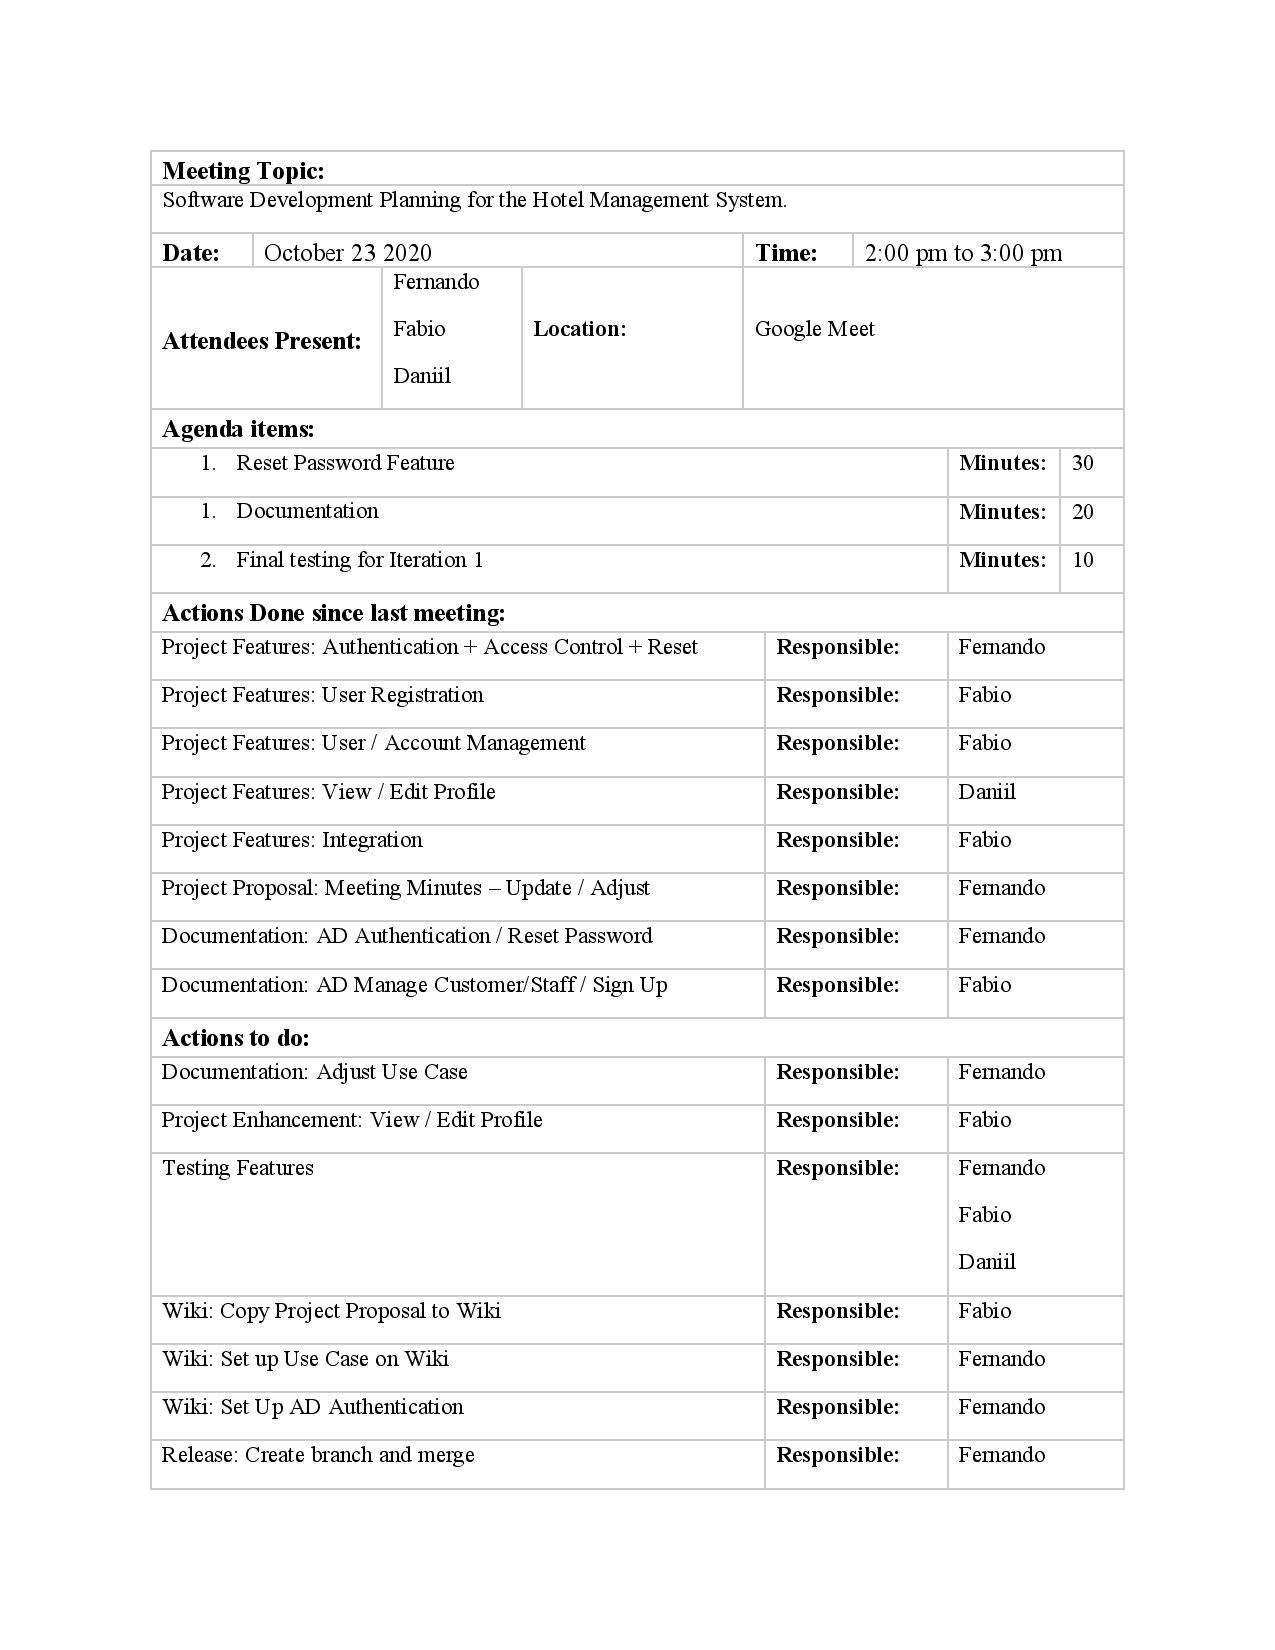 Meeting Topic:
Software Development Planning for the Hotel Management System.
Date: October 23 2020 Time: 2:00 pm to 3:00 pm
Attendees Present:
Fernando
Fabio
Daniil
Location:
Google Meet
Agenda items:
1. Reset Password Feature Minutes: 30
1. Documentation Minutes: 20
2. Final testing for Iteration 1 Minutes: 10
Actions Done since last meeting:
Project Features: Authentication + Access Control + Reset Responsible: Fernando
Project Features: User Registration Responsible: Fabio
Project Features: User / Account Management Responsible: Fabio
Project Features: View / Edit Profile Responsible: Daniil
Project Features: Integration Responsible: Fabio
Project Proposal: Meeting Minutes – Update / Adjust Responsible: Fernando
Documentation: AD Authentication / Reset Password Responsible: Fernando
Documentation: AD Manage Customer/Staff / Sign Up Responsible: Fabio
Actions to do:
Documentation: Adjust Use Case Responsible: Fernando
Project Enhancement: View / Edit Profile Responsible: Fabio
Testing Features Responsible: Fernando
Fabio
Daniil
Wiki: Copy Project Proposal to Wiki Responsible: Fabio
Wiki: Set up Use Case on Wiki Responsible: Fernando
Wiki: Set Up AD Authentication Responsible: Fernando
Release: Create branch and merge Responsible: Fernando